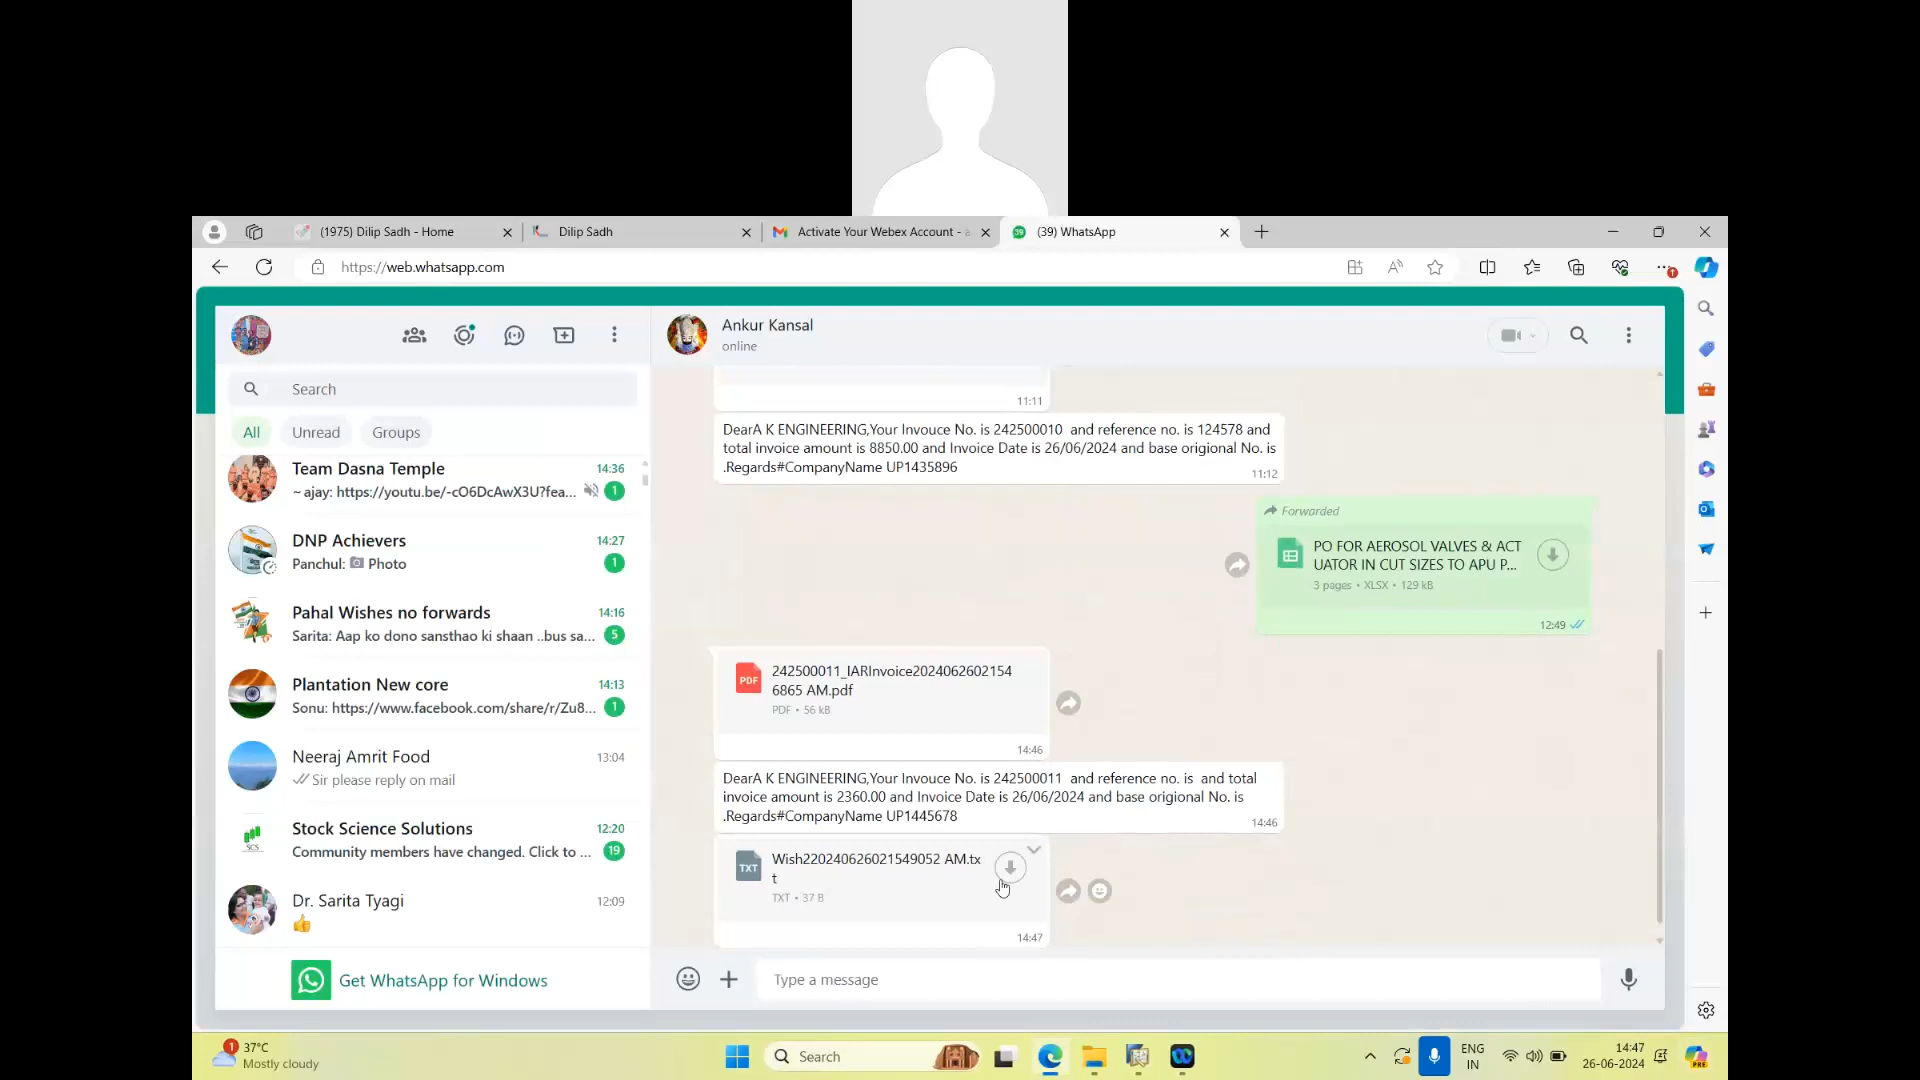 (1975) Dilip Sadh - Home
Dilip Sadh
Activate Your Webex Account - a
(39) WhatsApp
https://web.whatsapp.com
Ankur Kansal
online
Search
All
Unread
Groups
Team Dasna Temple
14:36
~ ajay: https://youtu.be/-cO6DcAwX3U?fea...
1
DNP Achievers
14:27
Panchul: Photo
1
Pahal Wishes no forwards
14:16
Sarita: Aap ko dono sansthao ki shaan ..bus sa...
5
Plantation New core
14:13
Sonu: https://www.facebook.com/share/r/Zu8...
1
Neeraj Amrit Food
13:04
Sir please reply on mail
Stock Science Solutions
12:20
Community members have changed. Click to ...
19
Dr. Sarita Tyagi
12:09
Get WhatsApp for Windows
11:11
DearA K ENGINEERING,Your Invouce No. is 242500010 and reference no. is 124578 and
total invoice amount is 8850.00 and Invoice Date is 26/06/2024 and base origional No. is
.Regards#CompanyName UP1435896
11:12
Forwarded
PO FOR AEROSOL VALVES & ACT
UATOR IN CUT SIZES TO APU P...
3 pages • XLSX • 129 kB
12:49
PDF
242500011_IARInvoice2024062602154
6865 AM.pdf
PDF • 56 kB
14:46
DearA K ENGINEERING,Your Invouce No. is 242500011 and reference no. is and total
invoice amount is 2360.00 and Invoice Date is 26/06/2024 and base origional No. is
.Regards#CompanyName UP1445678
14:46
TXT
Wish220240626021549052 AM.tx
t
TXT • 37 B
14:47
Type a message
1
37°C
Mostly cloudy
Search
ENG
IN
14:47
26-06-2024
PRE